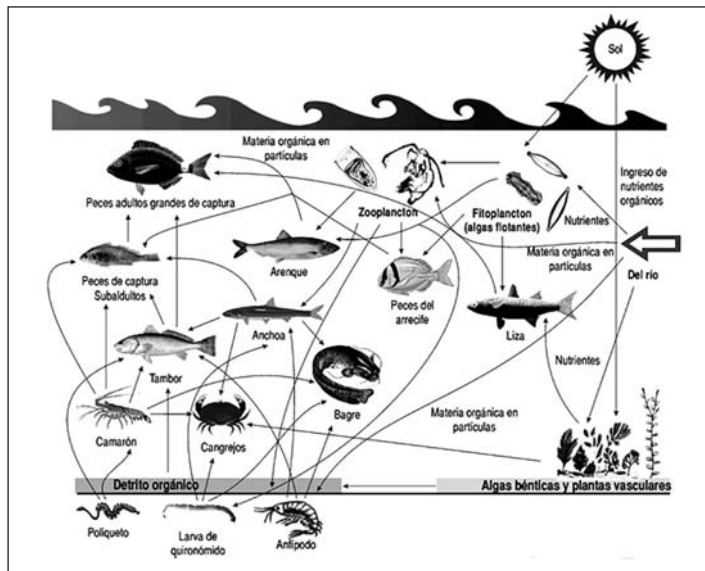 Sol
Materia orgánica en
partículas
Ingreso de
nutrientes
orgánicos
Peces adultos grandes de captura
Zooplancton
Fitoplancton
(algas flotantes)
Nutrientes
Materia orgánica en
partículas
Del río
Arenque
Peces de captura
Subaldultos
Peces del
arrecife
Anchoa
Liza
Tambor
Nutrientes
Bagre
Materia orgánica en
partículas
Camarón
Cangrejos
Detrito orgánico
Algas bénticas y plantas vasculares
Poliqueto
Larva de
quironómido
Anfípodo